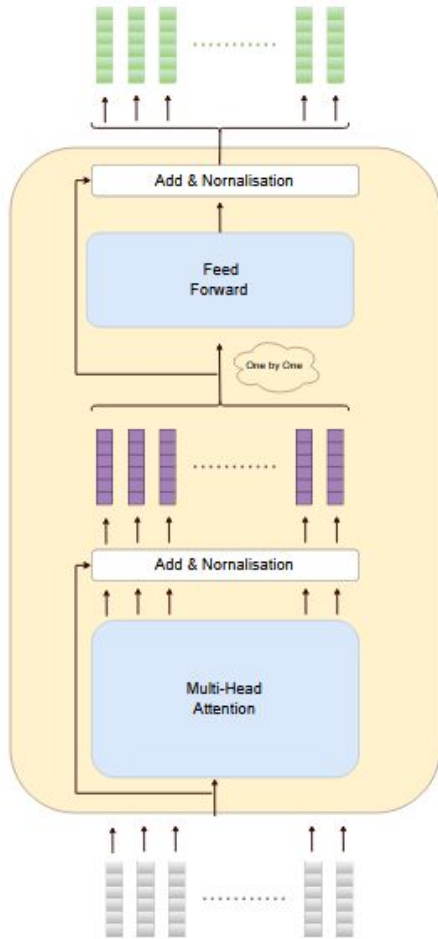 Add & Nornalisation
Feed
Forward
One by One
Add & Nornalisation
Multi-Head
Attention